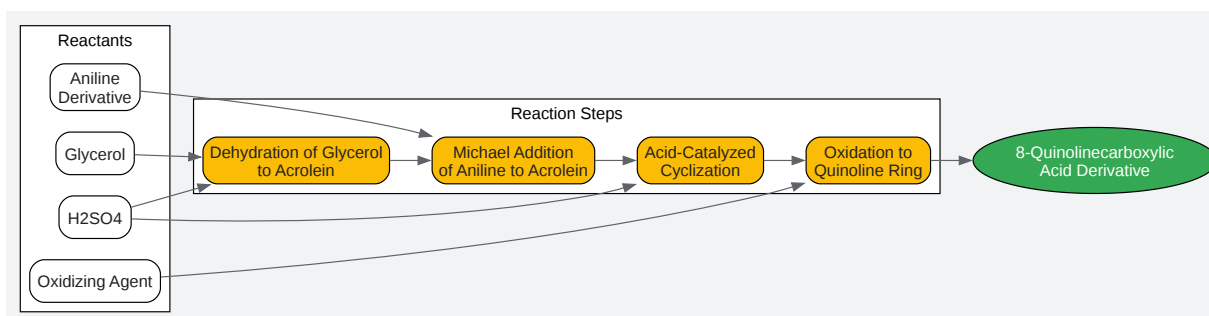 Reactants
Aniline
Derivative
Glycerol
H2SO4
Oxidizing Agent
Reaction Steps
Dehydration of Glycerol
to Acrolein
Michael Addition
of Aniline to Acrolein
Acid-Catalyzed
Cyclization
Oxidation to
Quinoline Ring
8-Quinolinecarboxylic
Acid Derivative